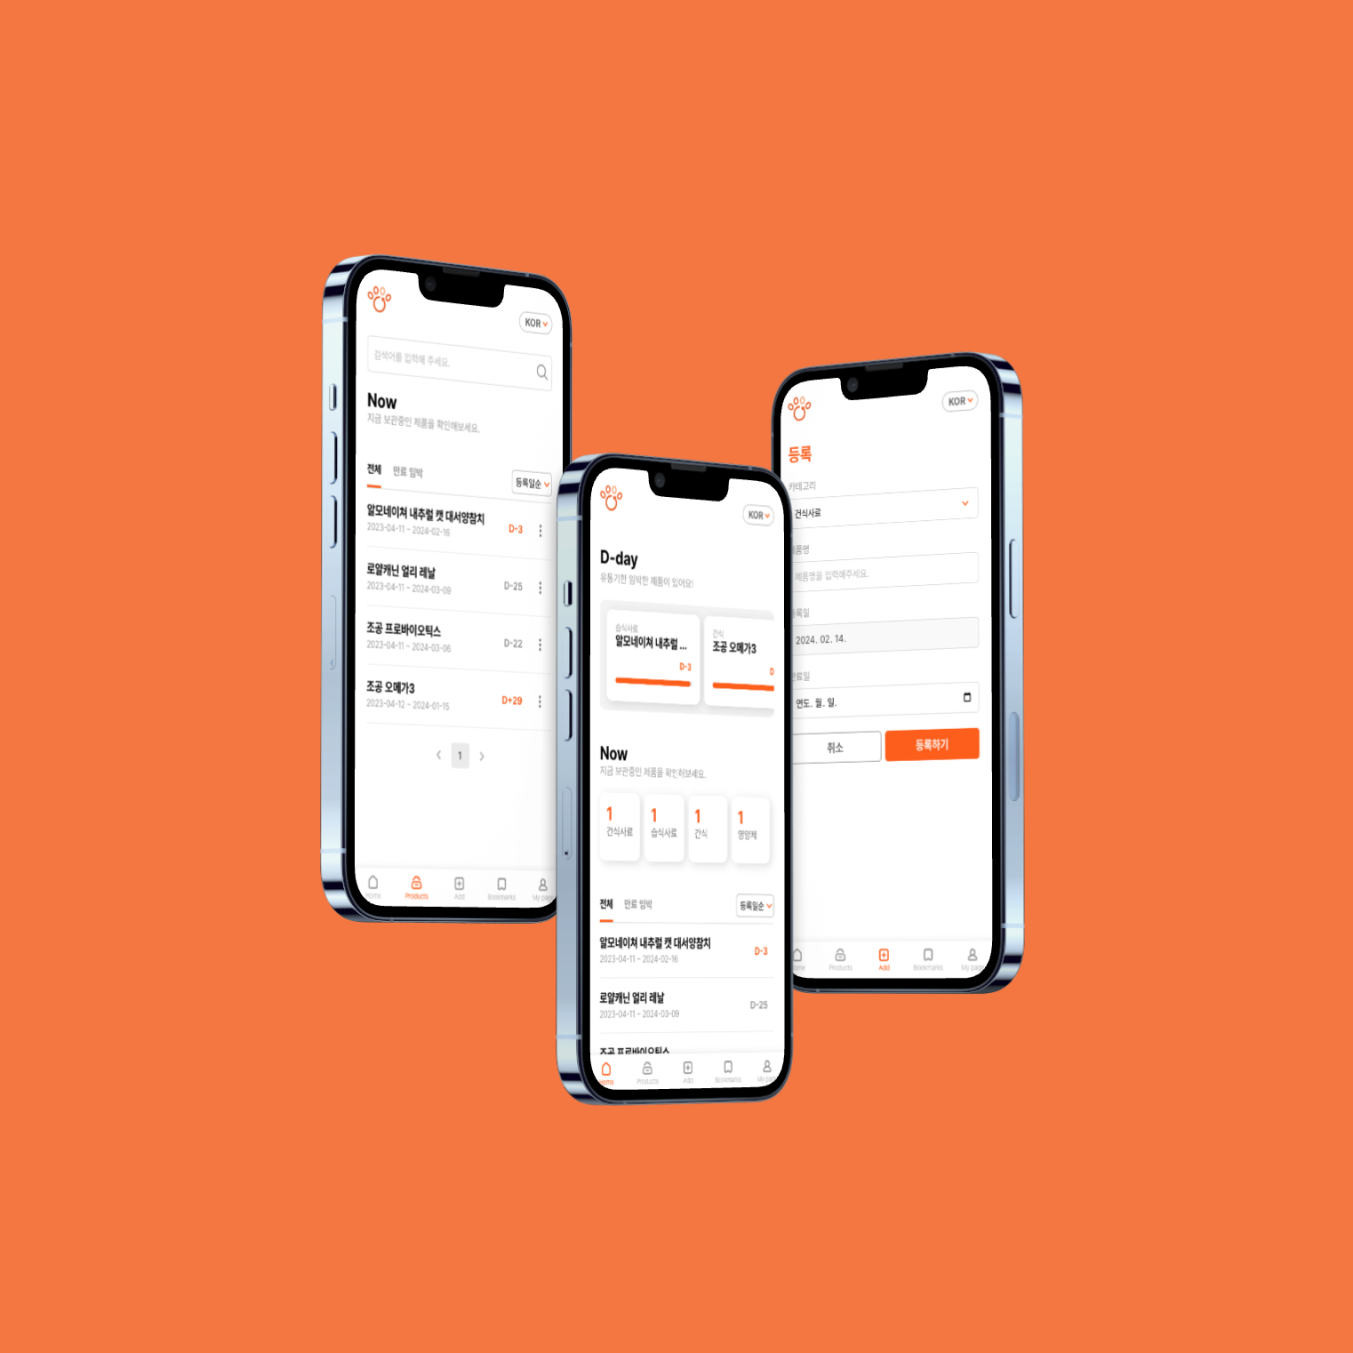 KOR
검색어를 입력해 주세요.
Now
지금 보관중인 제품을 확인해보세요.
전체 만료 임박 등록일순
알모네이쳐 내추럴 캣 대서양참치
2023-04-11 ~ 2024-02-16 D-3
로얄캐닌 얼리 레날
2023-04-11 ~ 2024-03-09 D-25
조공 프로바이오틱스
2023-04-11 ~ 2024-03-06 D-22
조공 오메가3
2023-04-12 ~ 2024-01-15 D+29
1
Home Products Add Bookmarks My pag
KOR
D-day
유통기한 임박한 제품이 있어요!
습식사료
알모네이쳐 내추럴 ...
D-3
간식
조공 오메가3
D
Now
지금 보관중인 제품을 확인해보세요.
1 1 1 1
건식사료 습식사료 간식 영양제
전체 만료 임박 등록일순
알모네이쳐 내추럴 캣 대서양참치
2023-04-11 ~ 2024-02-16 D-3
로얄캐닌 얼리 레날
2023-04-11 ~ 2024-03-09 D-25
조공 프로바이오틱스
Home Products Add Bookmarks My pag
KOR
등록
카테고리
건식사료
제품명
제품명을 입력해주세요.
등록일
2024. 02. 14.
만료일
연도. 월. 일.
취소 등록하기
ome Products Add Bookmarks My pag